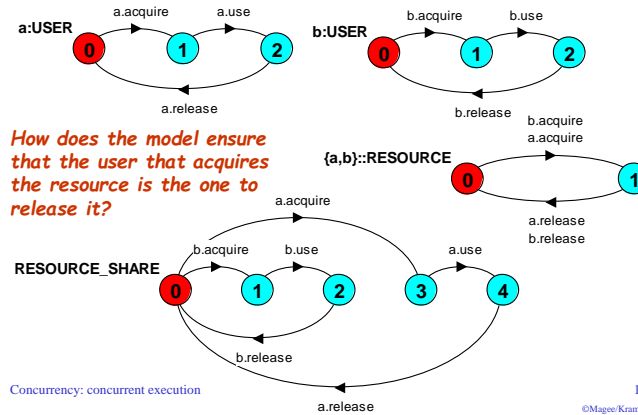 a.acquire
a.use
a:USER
0
1
2
a.release
b.acquire
b.use
b:USER
0
1
2
b.release
How does the model ensure
that the user that acquires
the resource is the one to
release it?
b.acquire
a.acquire
{a,b}::RESOURCE
0
1
a.release
b.release
a.acquire
b.acquire
b.use
a.use
RESOURCE_SHARE
0
1
2
3
4
b.release
a.release
Concurrency: concurrent execution
1
©Magee/Kram